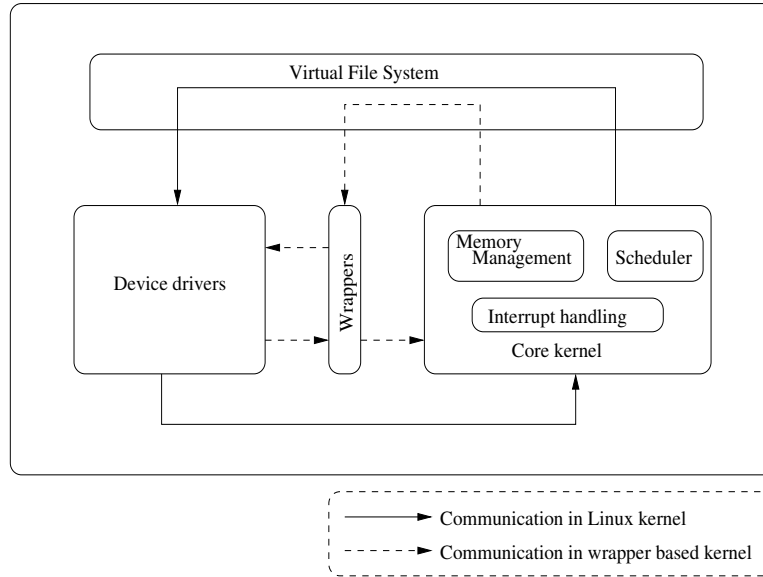 Virtual File System
Device drivers
Wrappers
Memory
Management
Scheduler
Interrupt handling
Core kernel
Communication in Linux kernel
Communication in wrapper based kernel